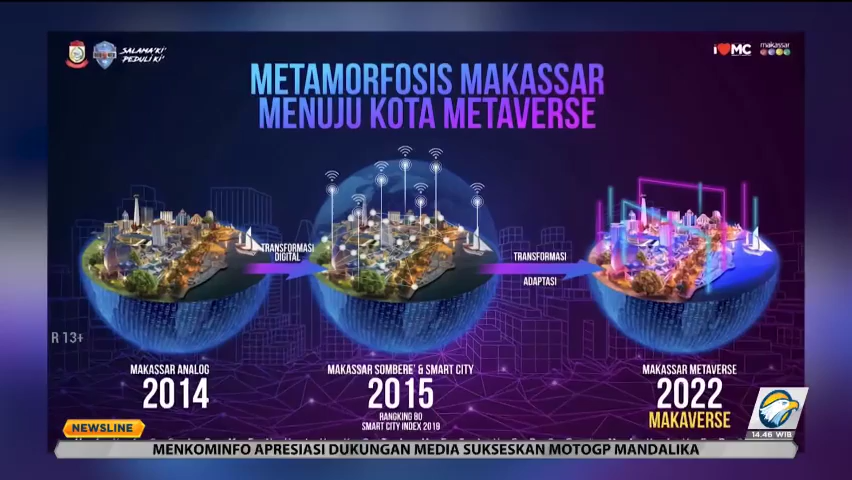 SALAMA'KI'
PEDULI KI'
I MC
makassar
METAMORFOSIS MAKASSAR
MENUJU KOTA METAVERSE
TRANSFORMASI
DIGITAL
TRANSFORMASI
ADAPTASI
R 13+
MAKASSAR ANALOG
2014
MAKASSAR SOMBERE' & SMART CITY
2015
RANGKING 80
SMART CITY INDEX 2019
MAKASSAR METAVERSE
2022
MAKAVERSE
NEWSLINE
14.46 WIB
MENKOMINFO APRESIASI DUKUNGAN MEDIA SUKSESKAN MOTOGP MANDALIKA